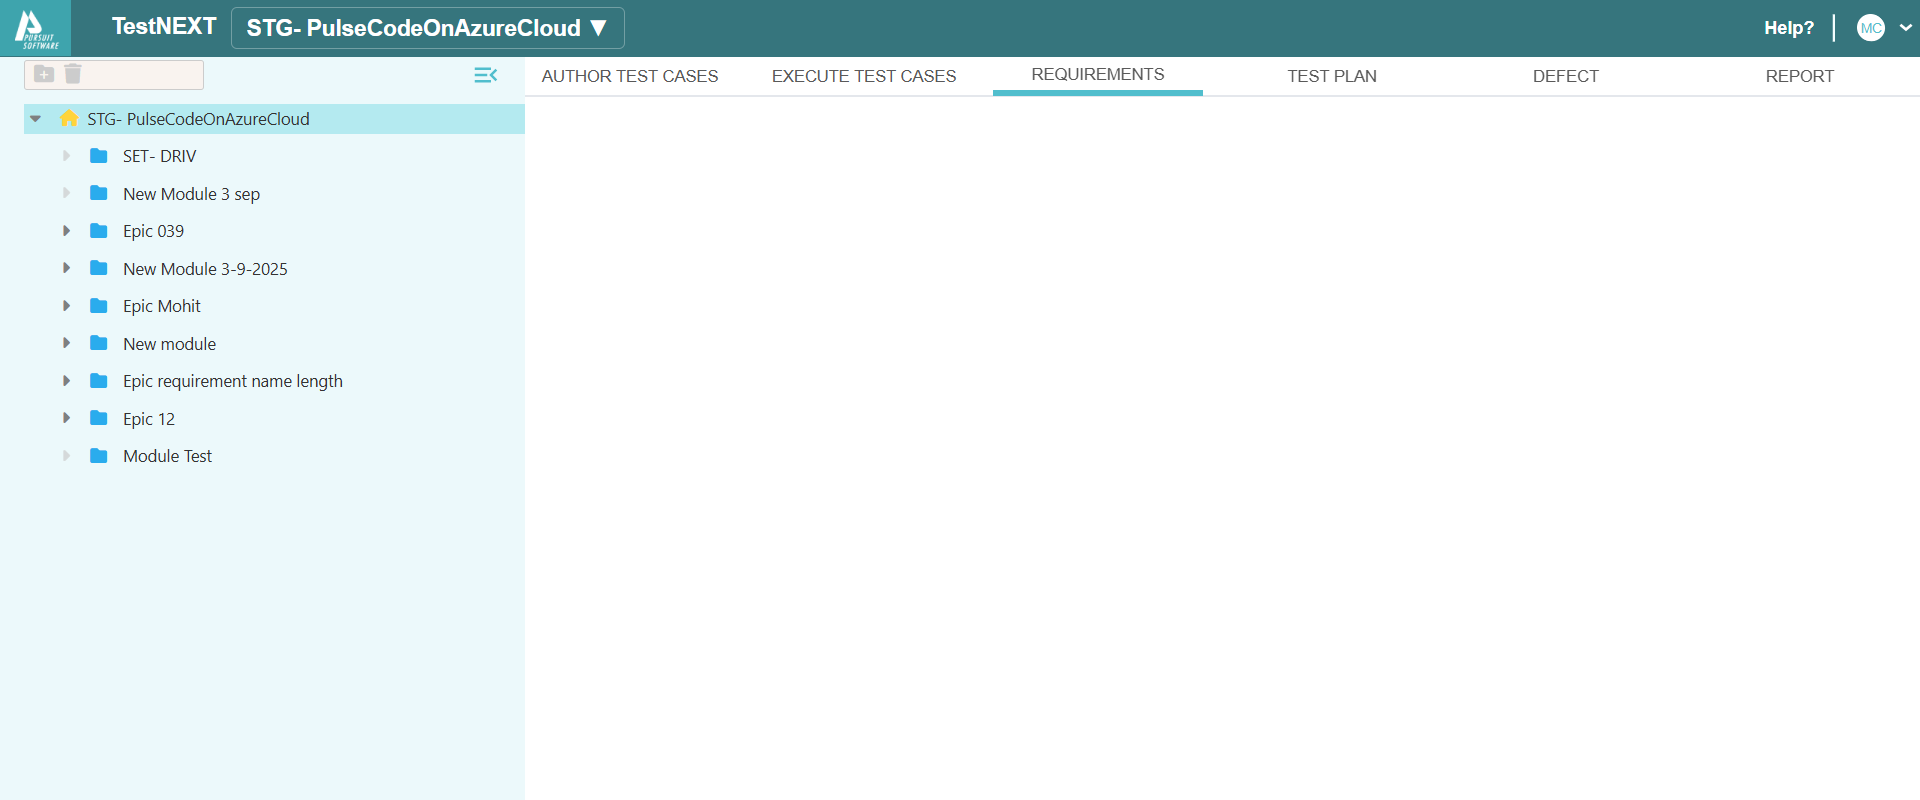 PURSUIT
SOFTWARE
TestNEXT
STG- PulseCodeOnAzureCloud ▼
Help?
MC
AUTHOR TEST CASES
EXECUTE TEST CASES
REQUIREMENTS
TEST PLAN
DEFECT
REPORT
STG- PulseCodeOnAzureCloud
SET- DRIV
New Module 3 sep
Epic 039
New Module 3-9-2025
Epic Mohit
New module
Epic requirement name length
Epic 12
Module Test